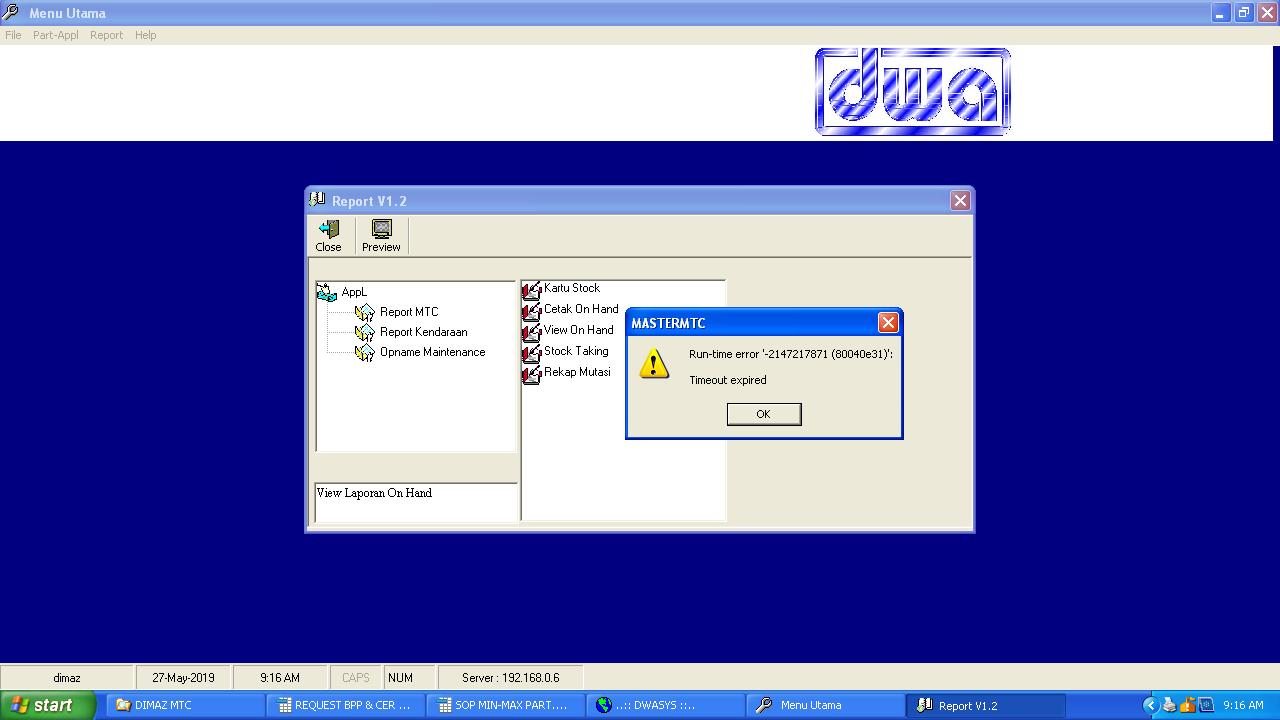 Menu Utama
File Part-Appl Report Help
dwa
Report V1.2
Close Preview
AppL
Report MTC
Report Kendaraan
Opname Maintenance
View Laporan On Hand
Kartu Stock
Cetak On Hand
View On Hand
Stock Taking
Rekap Mutasi
MASTERMTC
Run-time error '-2147217871 (80040e31)':
Timeout expired
OK
dimaz 27-May-2019 9:16 AM CAPS NUM Server : 192.168.0.6
start DIMAZ MTC REQUEST BPP & CER ... SOP MIN-MAX PART.... ..:: DWASYS ::.. Menu Utama Report V1.2 9:16 AM